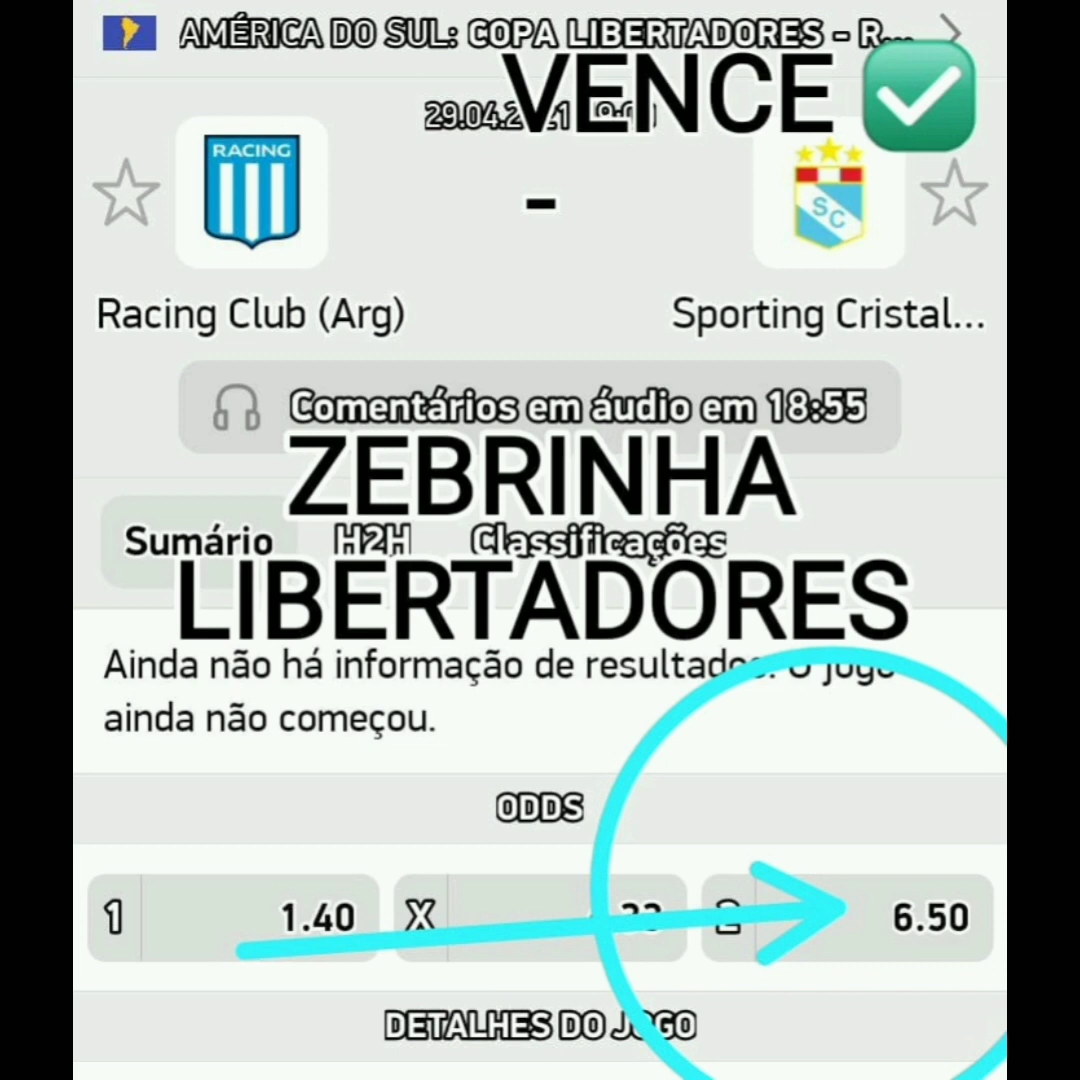 AMÉRICA DO SUL: COPA LIBERTADORES - R...
VENCE
RACING
SC
-
Racing Club (Arg)
Sporting Cristal...
Comentários em áudio em 18:55
ZEBRINHA
Sumário H2H Classificações
LIBERTADORES
Ainda não há informação de resultados. O jogo
ainda não começou.
ODDS
1 1.40 X 2 6.50
DETALHES DO JOGO